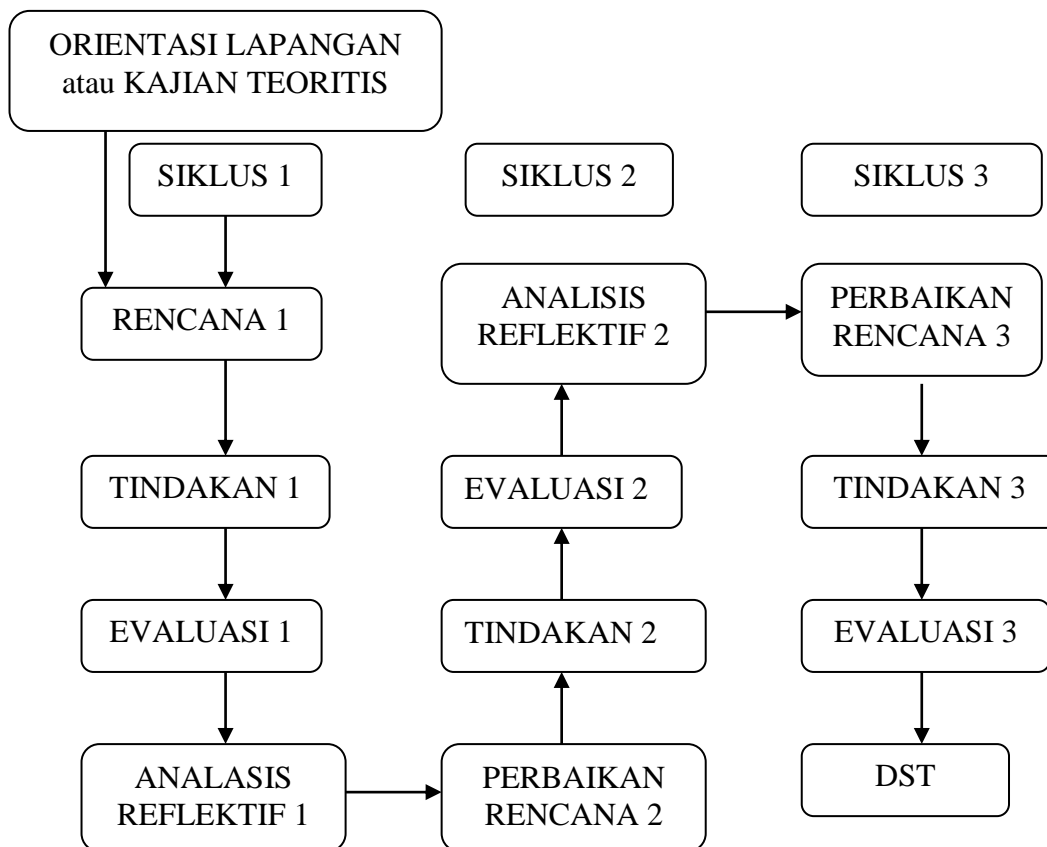 ORIENTASI LAPANGAN
atau KAJIAN TEORITIS
SIKLUS 1
RENCANA 1
TINDAKAN 1
EVALUASI 1
ANALASIS
REFLEKTIF 1
SIKLUS 2
ANALISIS
REFLEKTIF 2
EVALUASI 2
TINDAKAN 2
PERBAIKAN
RENCANA 2
SIKLUS 3
PERBAIKAN
RENCANA 3
TINDAKAN 3
EVALUASI 3
DST